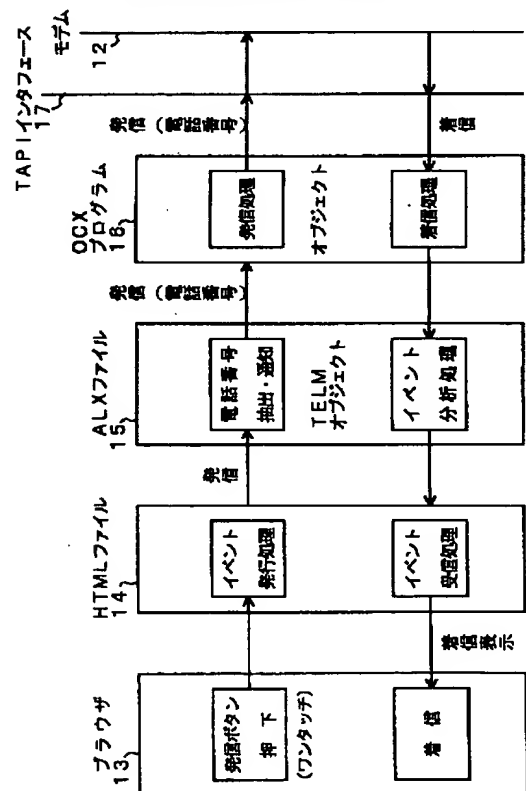 ブラウザ
13
発信ボタン
押下
(ワンタッチ)
着信
HTMLファイル
14
イベント
発行処理
イベント
受信処理
着信表示
発信
ALXファイル
15
電話番号
抽出・通知
TELM
オブジェクト
イベント
分析処理
発信(電話番号)
OCX
プログラム
16
発信処理
オブジェクト
着信処理
発信(電話番号)
着信
TAPIインタフェース
17
モデム
12